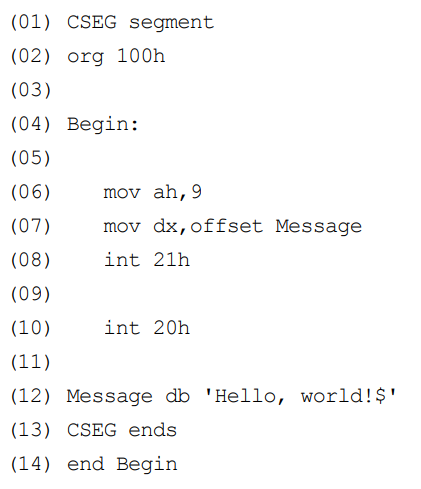 (01) CSEG segment
(02) org 100h
(03)
(04) Begin:
(05)
(06)    mov ah,9
(07)    mov dx,offset Message
(08)    int 21h
(09)
(10)    int 20h
(11)
(12) Message db 'Hello, world!$'
(13) CSEG ends
(14) end Begin